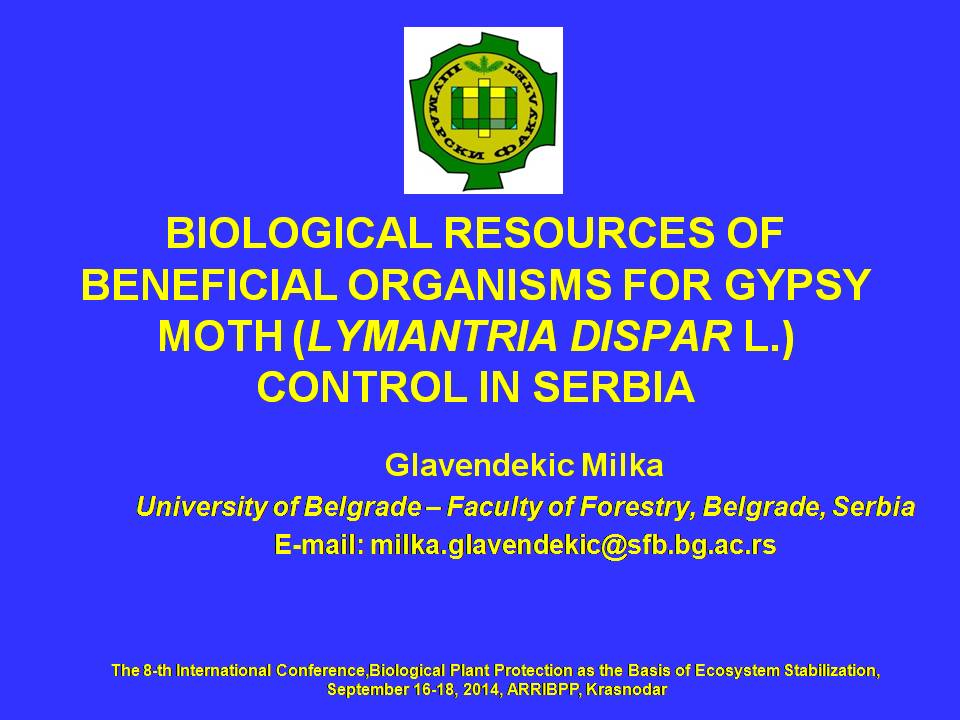 ШУМАРСКИ ФАКУЛТЕТ
BIOLOGICAL RESOURCES OF
BENEFICIAL ORGANISMS FOR GYPSY
MOTH (LYMANTRIA DISPAR L.)
CONTROL IN SERBIA
Glavendekic Milka
University of Belgrade – Faculty of Forestry, Belgrade, Serbia
E-mail: milka.glavendekic@sfb.bg.ac.rs
The 8-th International Conference,Biological Plant Protection as the Basis of Ecosystem Stabilization,
September 16-18, 2014, ARRIBPP, Krasnodar